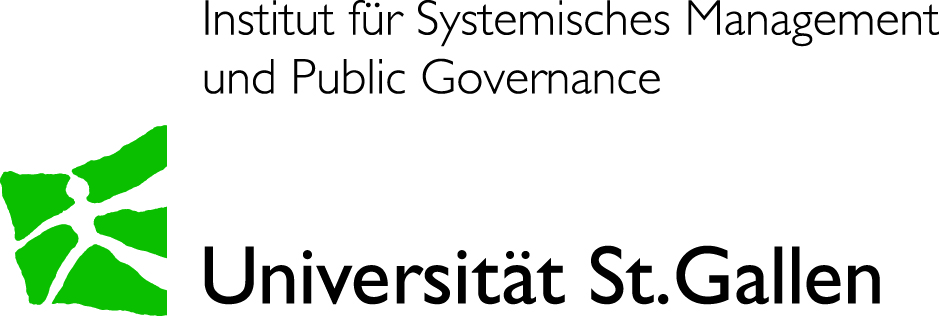 Institut für Systemisches Management
und Public Governance
Universität St.Gallen